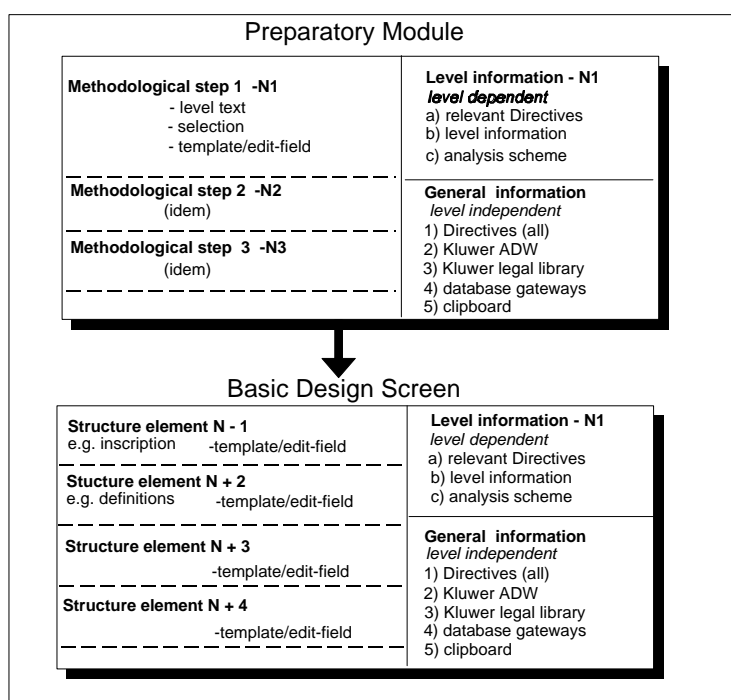 Preparatory Module
Methodological step 1 -N1
- level text
- selection
- template/edit-field
Methodological step 2 -N2
(idem)
Methodological step 3 -N3
(idem)
Level information - N1
level dependent
a) relevant Directives
b) level information
c) analysis scheme
General information
level independent
1) Directives (all)
2) Kluwer ADW
3) Kluwer legal library
4) database gateways
5) clipboard
Basic Design Screen
Structure element N - 1
e.g. inscription -template/edit-field
Stucture element N + 2
e.g. definitions -template/edit-field
Structure element N + 3
-template/edit-field
Structure element N + 4
-template/edit-field
Level information - N1
level dependent
a) relevant Directives
b) level information
c) analysis scheme
General information
level independent
1) Directives (all)
2) Kluwer ADW
3) Kluwer legal library
4) database gateways
5) clipboard